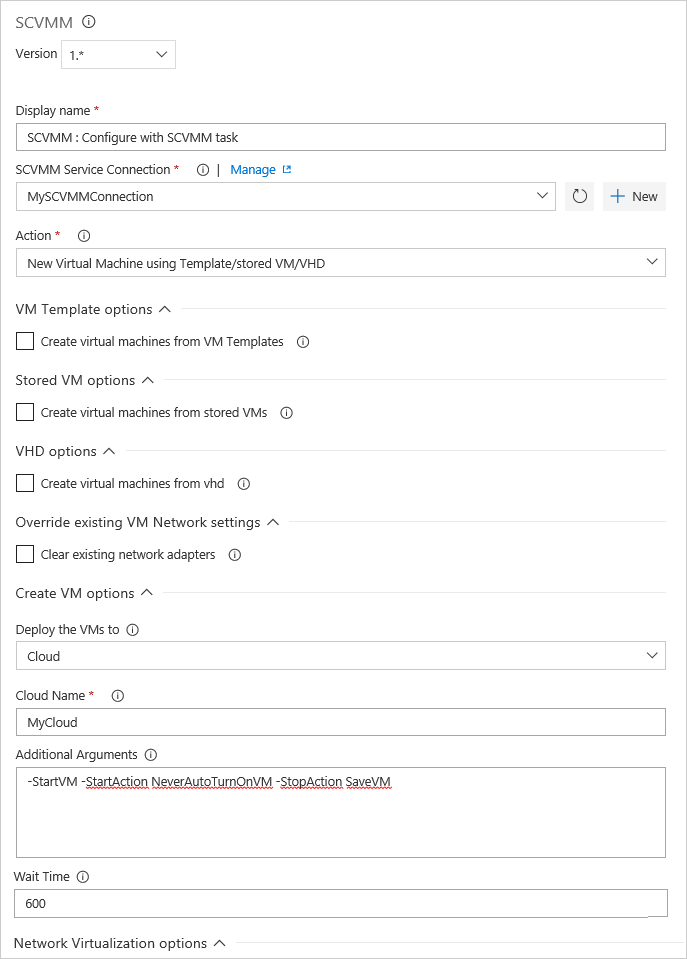 SCVMM
Version 1.*
Display name *
SCVMM : Configure with SCVMM task
SCVMM Service Connection * | Manage
MySCVMMConnection
New
Action *
New Virtual Machine using Template/stored VM/VHD
VM Template options
Create virtual machines from VM Templates
Stored VM options
Create virtual machines from stored VMs
VHD options
Create virtual machines from vhd
Override existing VM Network settings
Clear existing network adapters
Create VM options
Deploy the VMs to
Cloud
Cloud Name *
MyCloud
Additional Arguments
-StartVM -StartAction NeverAutoTurnOnVM -StopAction SaveVM
Wait Time
600
Network Virtualization options